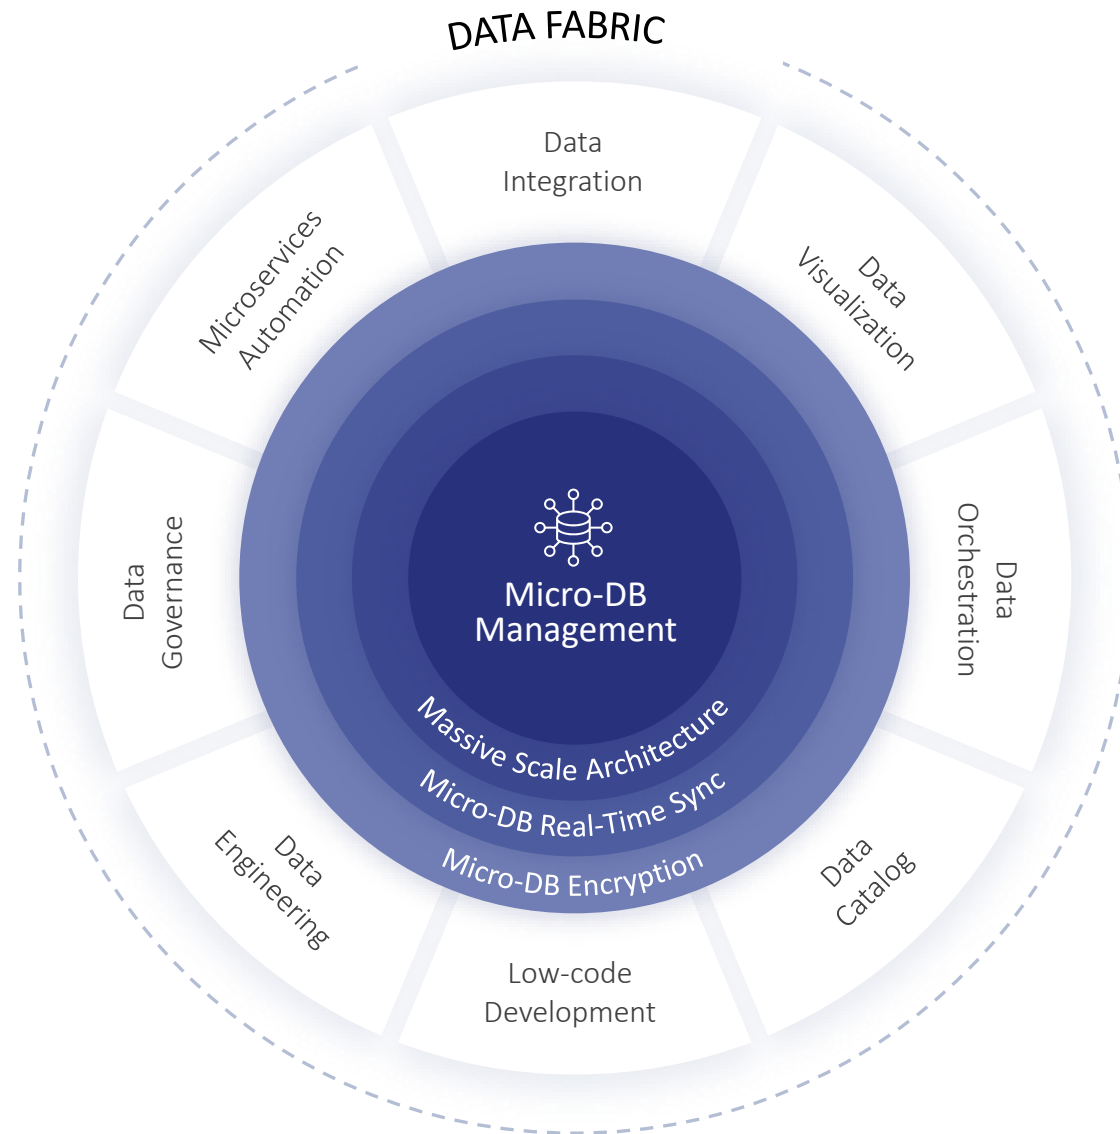 DATA FABRIC
Data
Integration
Data
Visualization
Data
Orchestration
Data
Catalog
Low-code
Development
Data
Engineering
Data
Governance
Microservices
Automation
Micro-DB
Management
Massive Scale Architecture
Micro-DB Real-Time Sync
Micro-DB Encryption